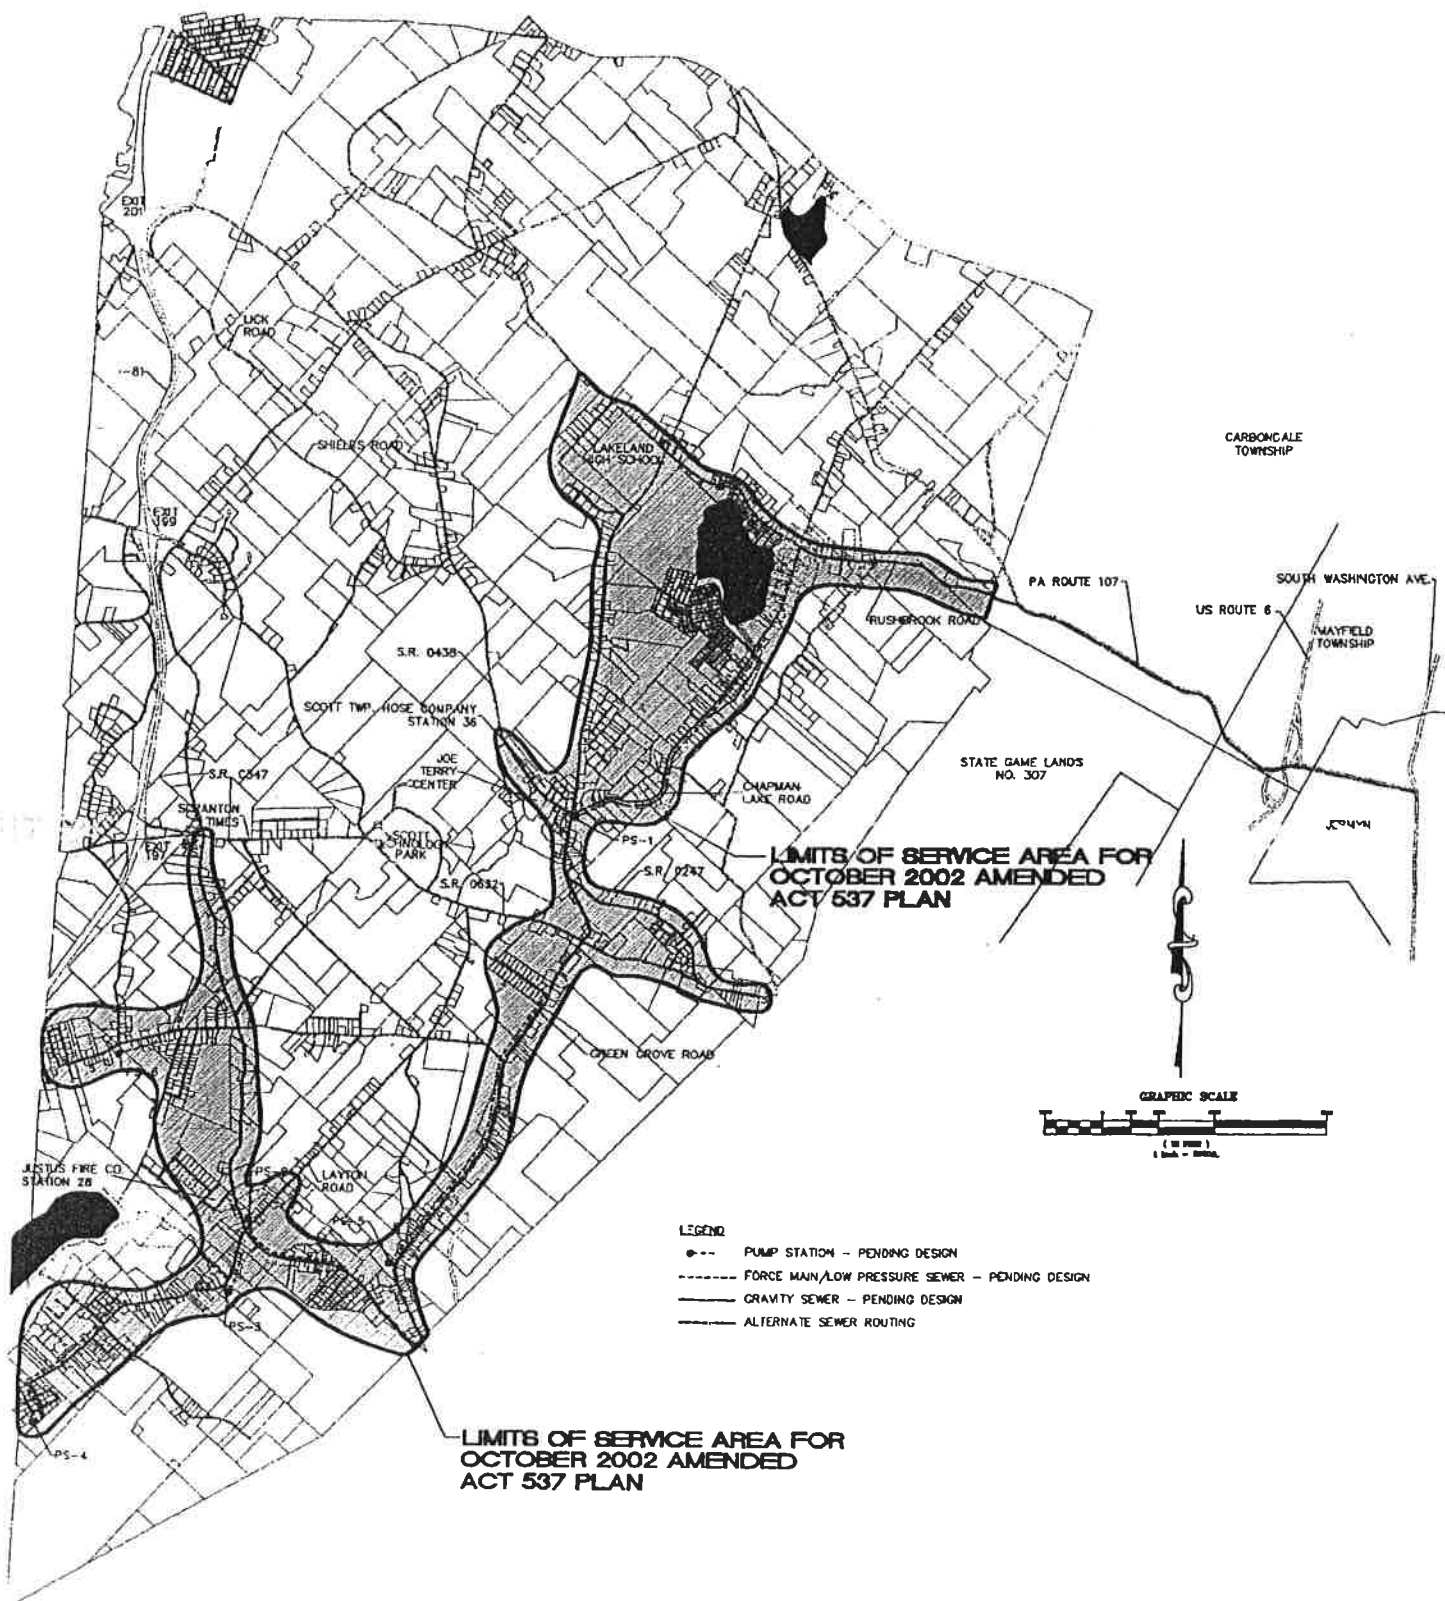 EXIT
201
LICK
ROAD
I-81
SHIELDS ROAD
LAKELAND
HIGH SCHOOL
CARBONDALE
TOWNSHIP
EXIT
199
PA ROUTE 107
SOUTH WASHINGTON AVE.
US ROUTE 6
RUSHBROOK ROAD
MAYFIELD
TOWNSHIP
S.R. 0438
SCOTT TWP. HOSE COMPANY
STATION 36
JOE
TERRY
CENTER
STATE GAME LANDS
NO. 307
S.R. 0347
CHAPMAN
LAKE ROAD
SCRANTON
TIMES
EXIT
197
SCOTT
TECHNOLOGY
PARK
PS-1
S.R. 0632
S.R. 0247
LIMITS OF SERVICE AREA FOR
OCTOBER 2002 AMENDED
ACT 537 PLAN
GREEN GROVE ROAD
GRAPHIC SCALE
JUSTUS FIRE CO.
STATION 28
LAYTON
ROAD
PS-5
LEGEND
PUMP STATION - PENDING DESIGN
FORCE MAIN/LOW PRESSURE SEWER - PENDING DESIGN
GRAVITY SEWER - PENDING DESIGN
ALTERNATE SEWER ROUTING
PS-3
PS-4
LIMITS OF SERVICE AREA FOR
OCTOBER 2002 AMENDED
ACT 537 PLAN